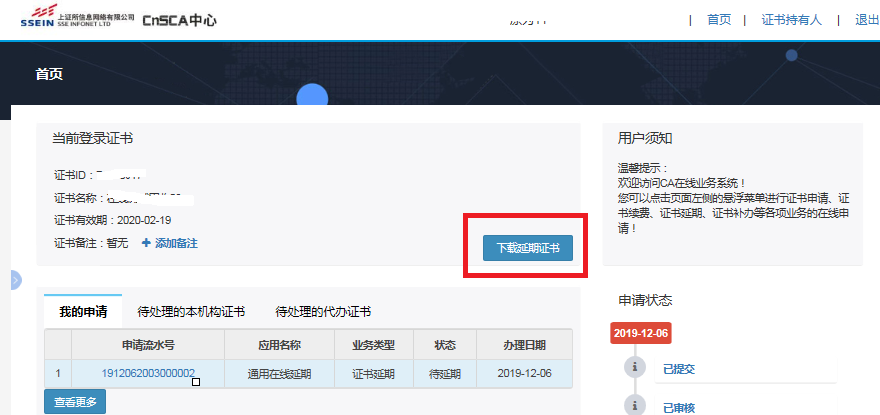 SSEIN 上证所信息网络有限公司 SSE INFONET LTD CnSCA中心
| 首页 | 证书持有人 | 退出
首页
当前登录证书
证书ID：
证书名称：
证书有效期：2020-02-19
证书备注：暂无 + 添加备注
下载延期证书
用户须知
温馨提示：
欢迎访问CA在线业务系统！
您可以点击页面左侧的悬浮菜单进行证书申请、证
书续费、证书延期、证书补办等各项业务的在线申
请！
我的申请 待处理的本机构证书 待处理的代办证书
申请流水号 应用名称 业务类型 状态 办理日期
1 1912062003000002 通用在线延期 证书延期 待延期 2019-12-06
查看更多
申请状态
2019-12-06
已提交
已审核